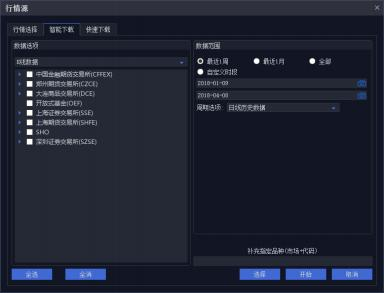 行情源
行情选择 智能下载 快速下载
数据选项
K线数据
中国金融期货交易所(CFFEX)
郑州期货交易所(CZCE)
大连商品交易所(DCE)
开放式基金(OEF)
上海证券交易所(SSE)
上海期货交易所(SHFE)
SHO
深圳证券交易所(SZSE)
全选 全消
数据范围
最近1周 最近1月 全部
自定义时段
2018-01-09
2018-04-08
周期选项: 日线历史数据
补充指定品种(市场+代码)
选择 开始 取消